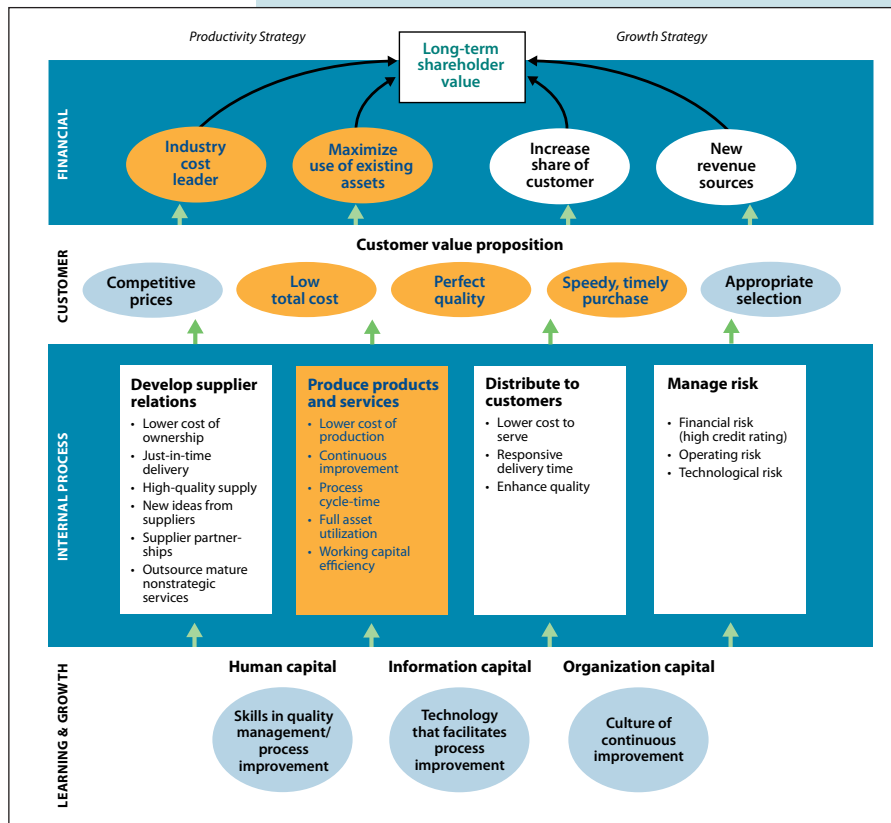 Productivity Strategy
Growth Strategy
Long-term
shareholder
value
FINANCIAL
Industry
cost
leader
Maximize
use of existing
assets
Increase
share of
customer
New
revenue
sources
CUSTOMER
Customer value proposition
Competitive
prices
Low
total cost
Perfect
quality
Speedy, timely
purchase
Appropriate
selection
INTERNAL PROCESS
Develop supplier
relations
• Lower cost of
ownership
• Just-in-time
delivery
• High-quality supply
• New ideas from
suppliers
• Supplier partner-
ships
• Outsource mature
nonstrategic
services
Produce products
and services
• Lower cost of
production
• Continuous
improvement
• Process
cycle-time
• Full asset
utilization
• Working capital
efficiency
Distribute to
customers
• Lower cost to
serve
• Responsive
delivery time
• Enhance quality
Manage risk
• Financial risk
(high credit rating)
• Operating risk
• Technological risk
LEARNING & GROWTH
Human capital
Information capital
Organization capital
Skills in quality
management/
process
improvement
Technology
that facilitates
process
improvement
Culture of
continuous
improvement